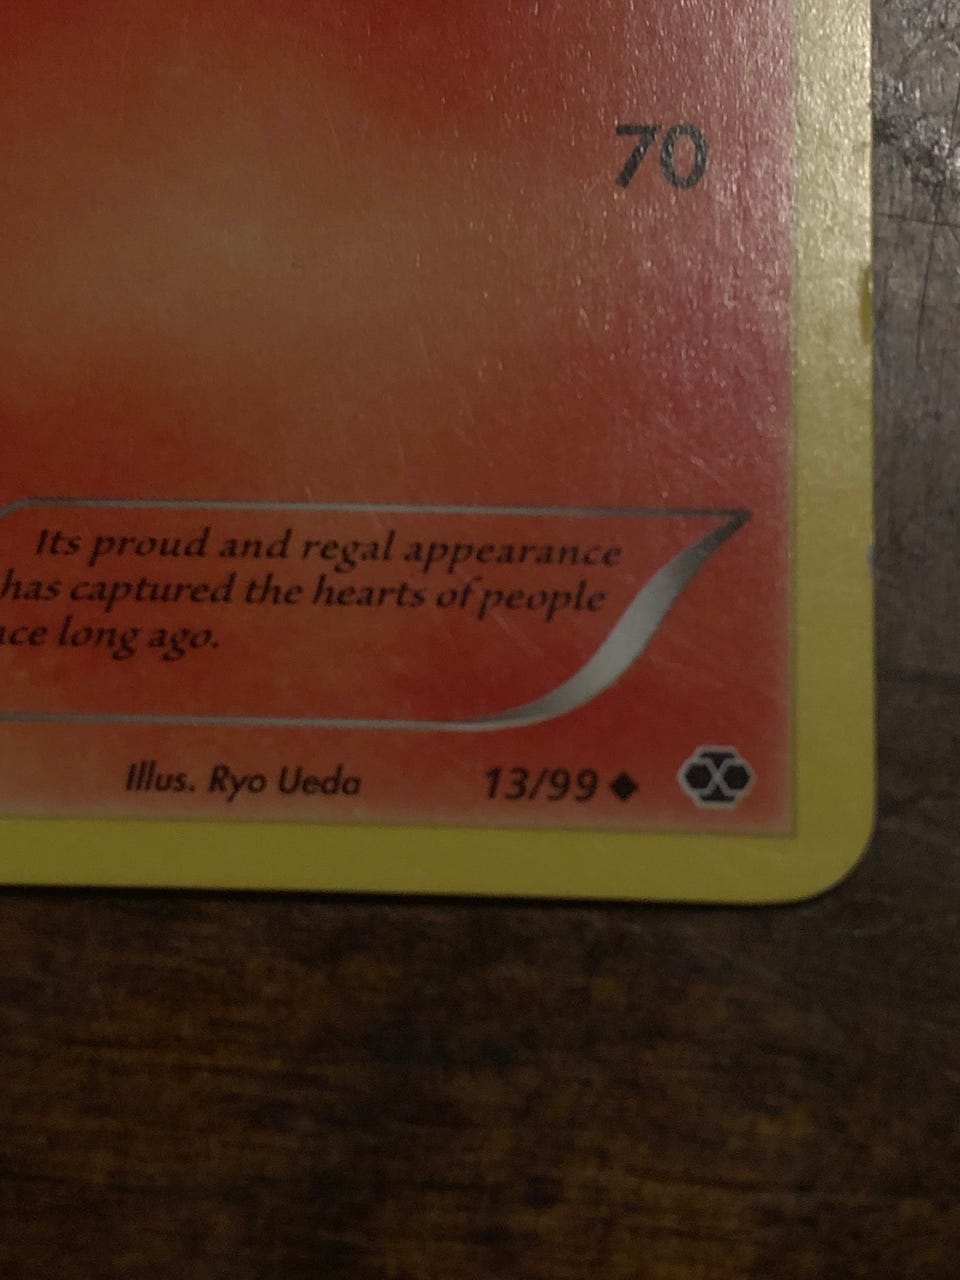 70
Its proud and regal appearance
has captured the hearts of people
nce long ago.
Illus. Ryo Ueda
13/99